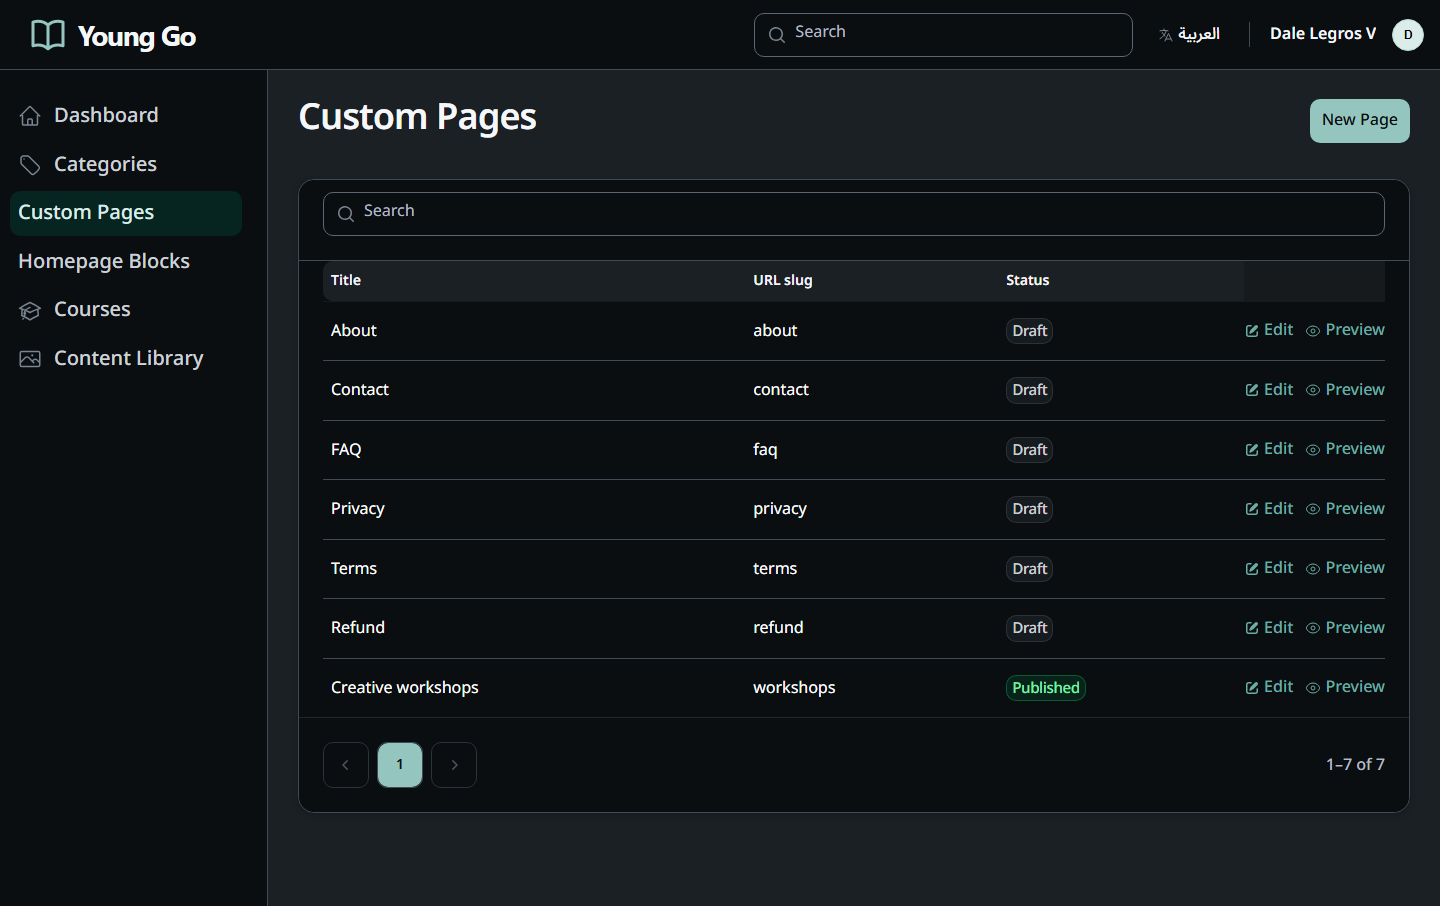 Young Go
Search
العربية
Dale Legros V
D
Dashboard
Categories
Custom Pages
Homepage Blocks
Courses
Content Library
Custom Pages
New Page
Search
Title URL slug Status
About about Draft Edit Preview
Contact contact Draft Edit Preview
FAQ faq Draft Edit Preview
Privacy privacy Draft Edit Preview
Terms terms Draft Edit Preview
Refund refund Draft Edit Preview
Creative workshops workshops Published Edit Preview
1
1–7 of 7